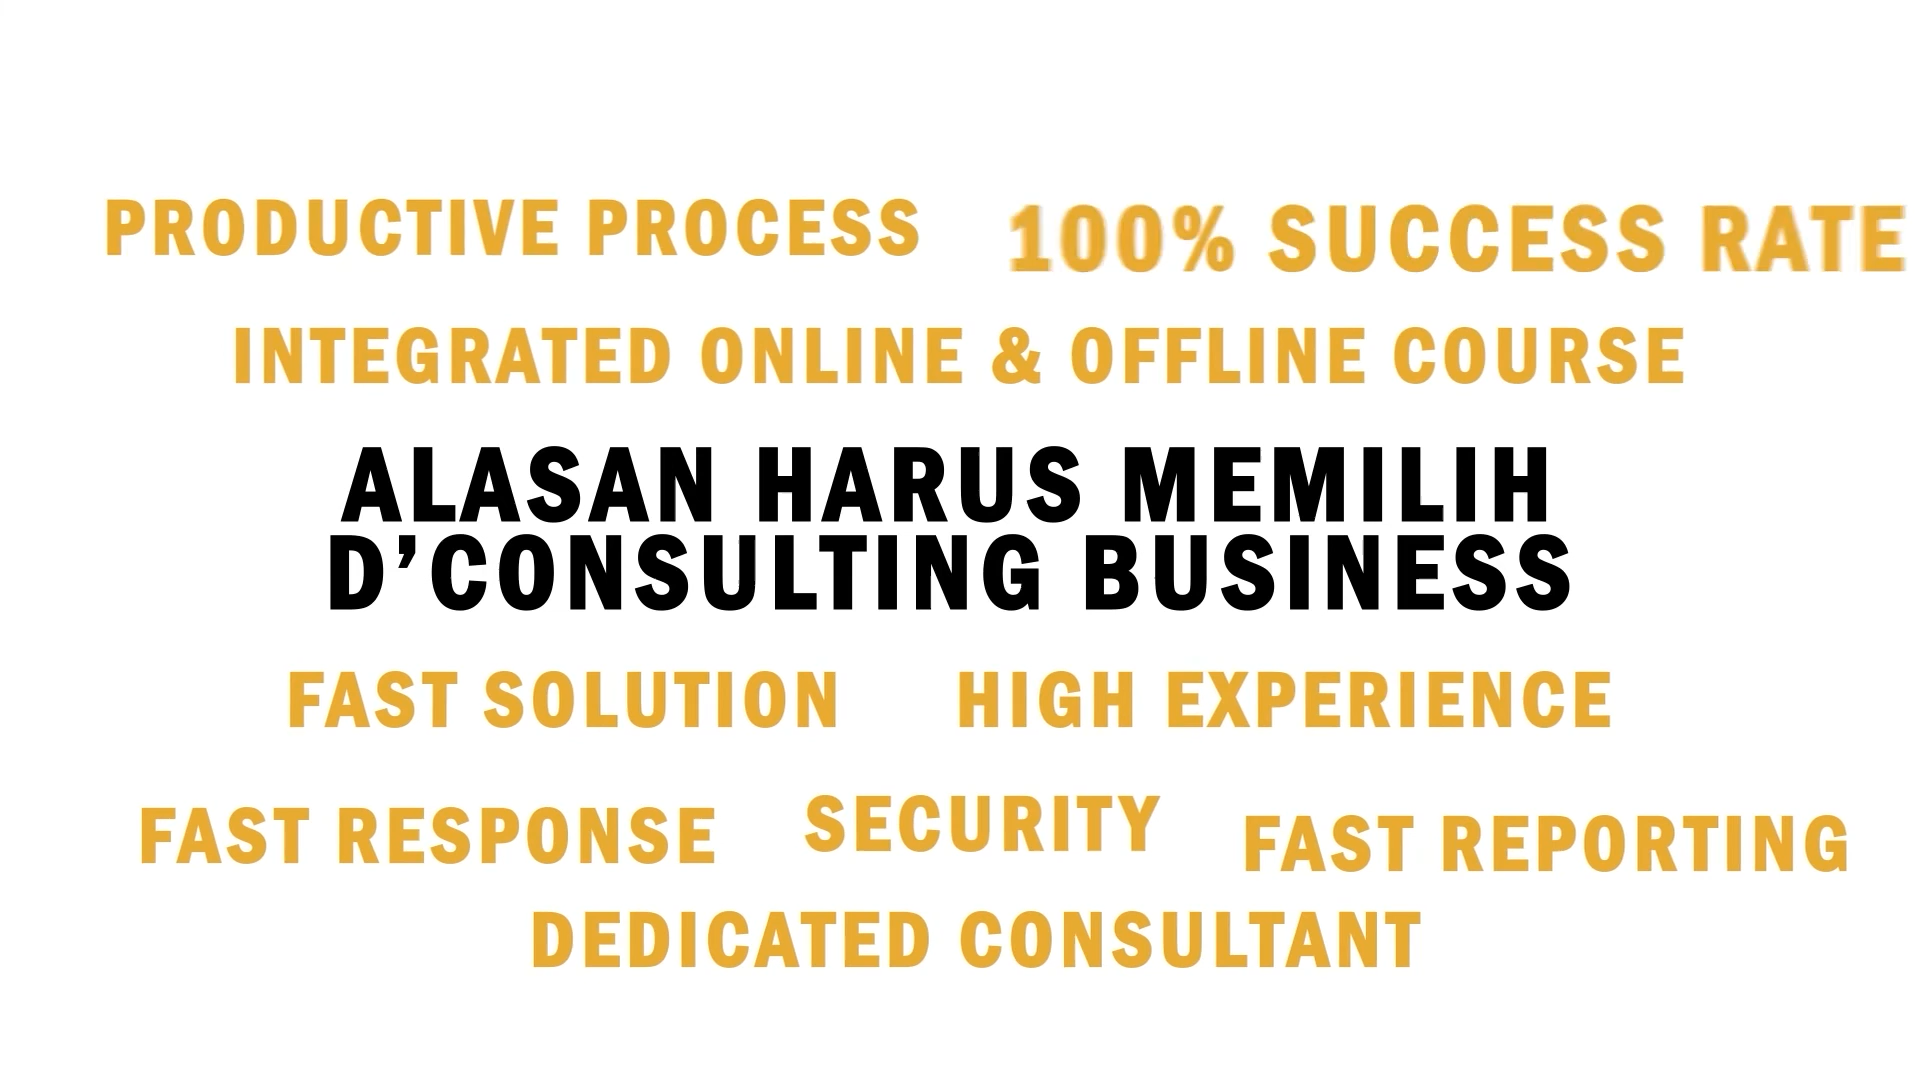 PRODUCTIVE PROCESS
100% SUCCESS RATE
INTEGRATED ONLINE & OFFLINE COURSE
ALASAN HARUS MEMILIH
D’CONSULTING BUSINESS
FAST SOLUTION
HIGH EXPERIENCE
FAST RESPONSE
SECURITY
FAST REPORTING
DEDICATED CONSULTANT